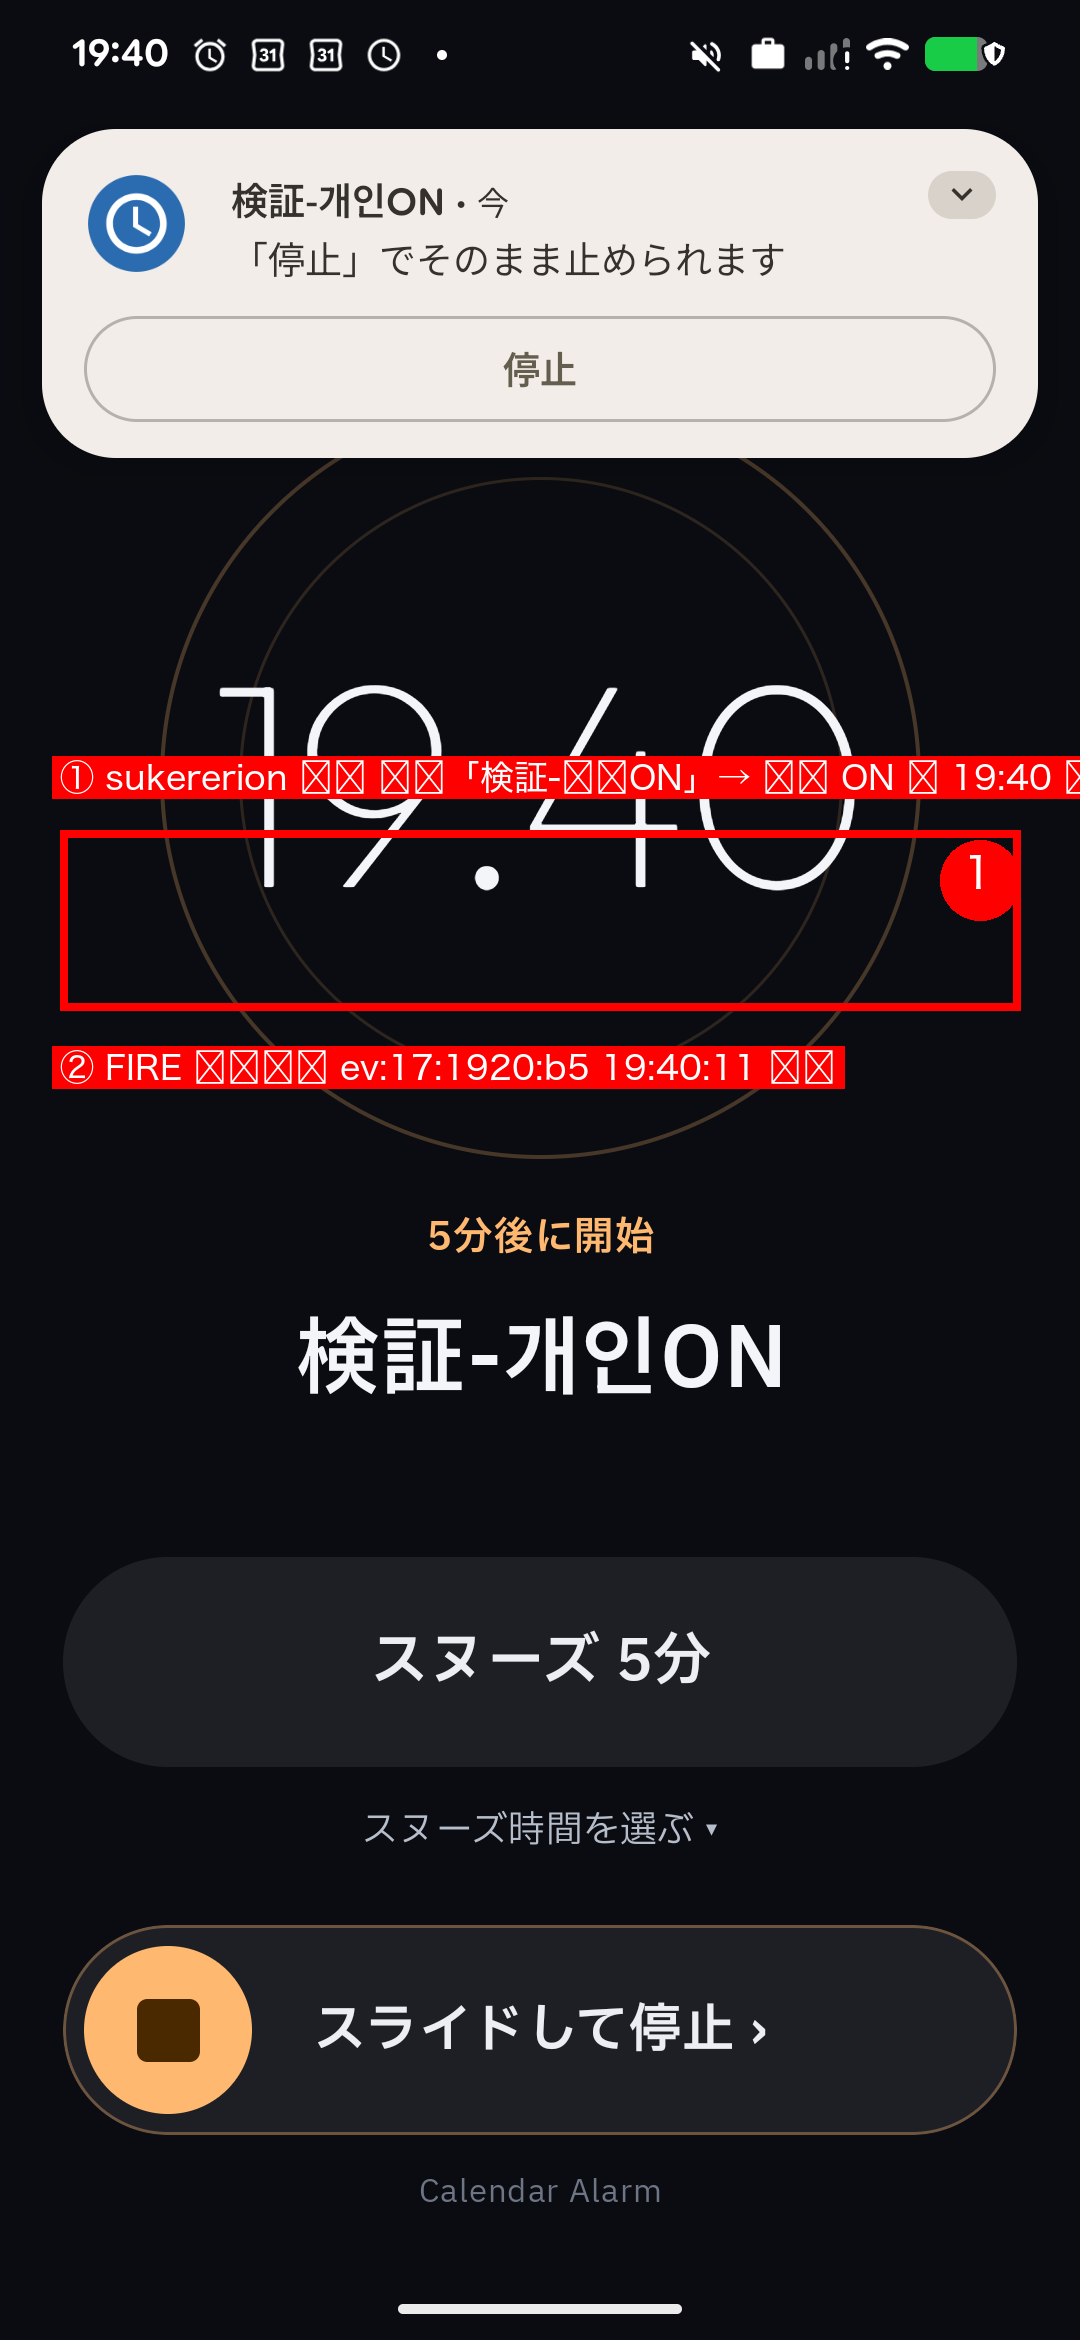 19:40
31 31
検証-개인ON · 今
「停止」でそのまま止められます
停止
19.40
① sukererion 「検証-ON」→ ON 19:40
1
② FIRE ev:17:1920:b5 19:40:11
5分後に開始
検証-개인ON
スヌーズ 5分
スヌーズ時間を選ぶ ▾
スライドして停止 ›
Calendar Alarm